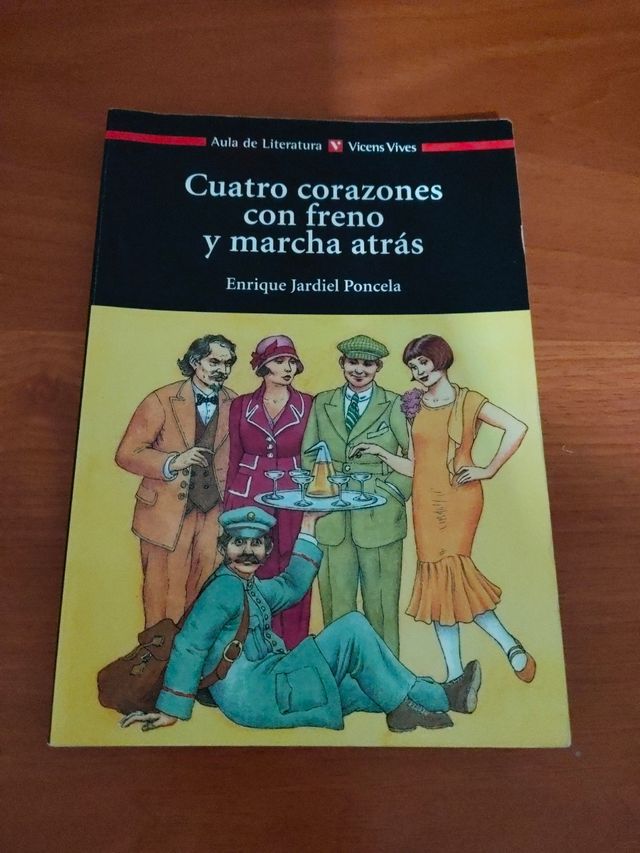 Aula de Literatura V Vicens Vives
Cuatro corazones
con freno
y marcha atrás
Enrique Jardiel Poncela